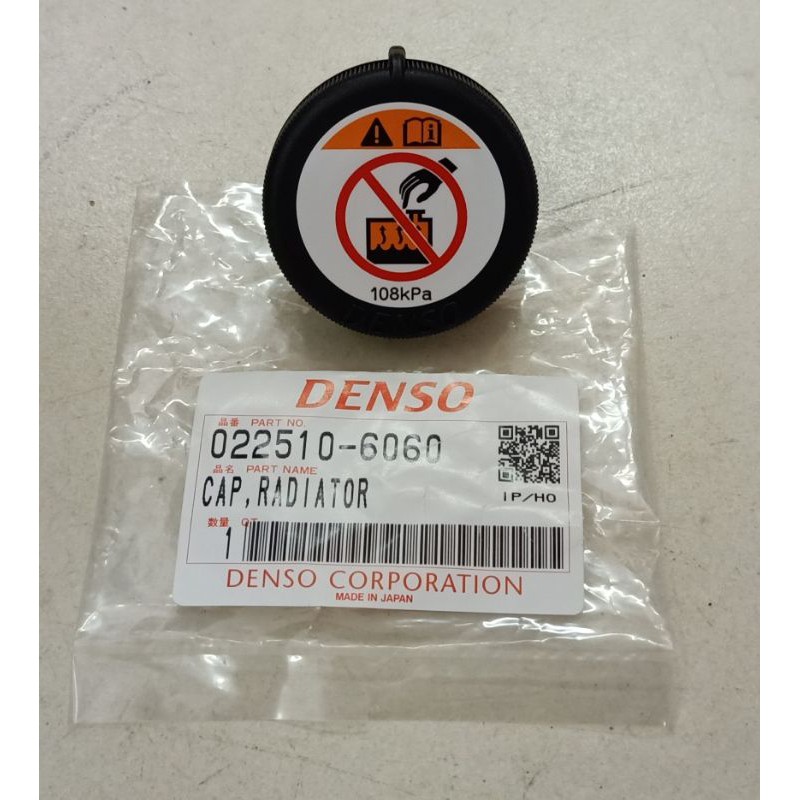 108kPa
DENSO
DENSO
品番 PART NO.
022510-6060
品名 PART NAME
CAP,RADIATOR
iP/HO
数量 QT
1
DENSO CORPORATION
MADE IN JAPAN